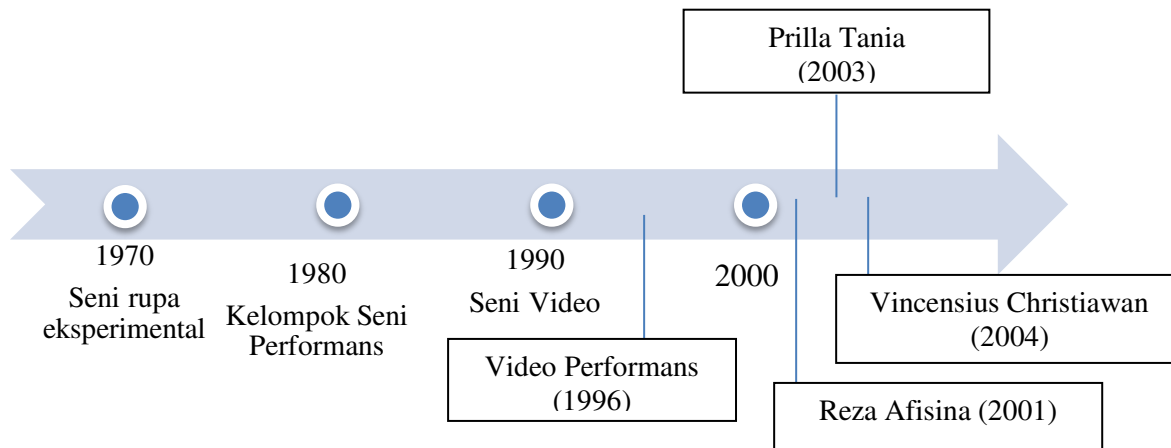 Prilla Tania
(2003)
1970
Seni rupa
eksperimental
1980
Kelompok Seni
Performans
1990
Seni Video
2000
Video Performans
(1996)
Vincensius Christiawan
(2004)
Reza Afisina (2001)